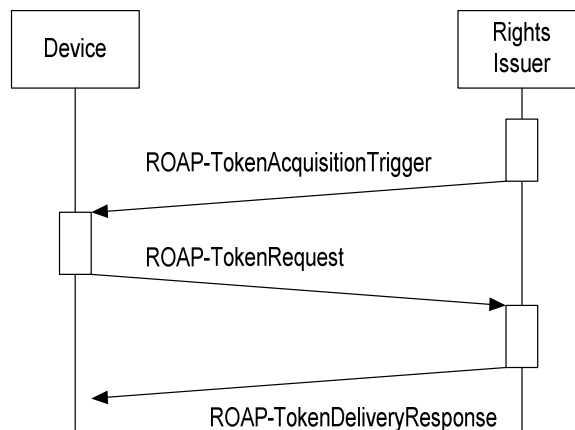 Device
Rights
Issuer
ROAP-TokenAcquisitionTrigger
ROAP-TokenRequest
ROAP-TokenDeliveryResponse